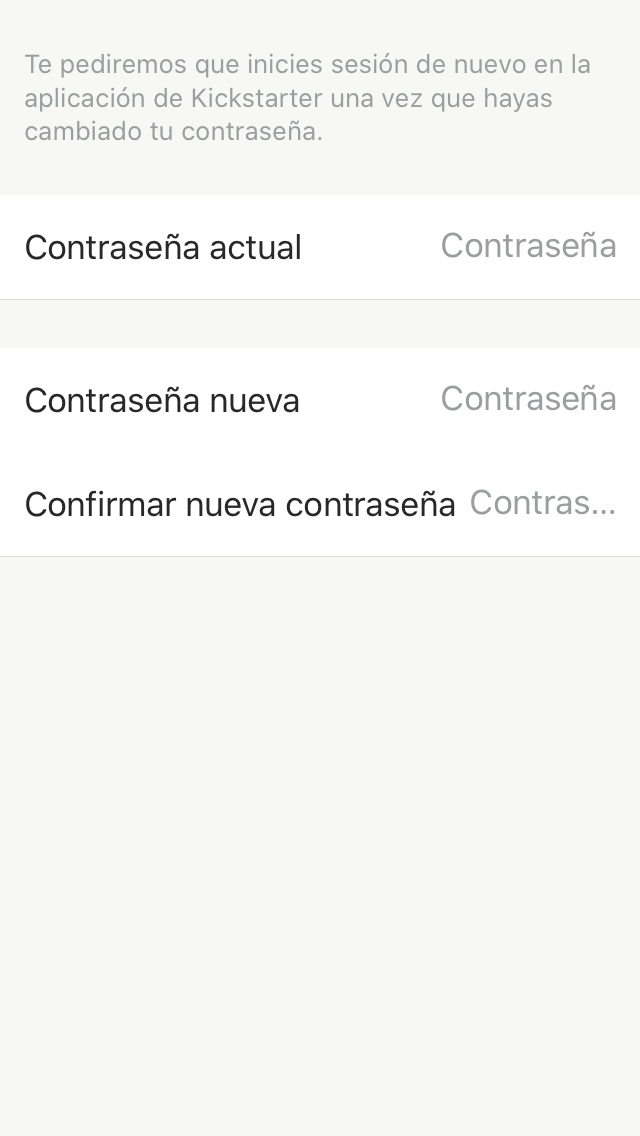 Te pediremos que inicies sesión de nuevo en la
aplicación de Kickstarter una vez que hayas
cambiado tu contraseña.
Contraseña actual Contraseña
Contraseña nueva Contraseña
Confirmar nueva contraseña Contras...